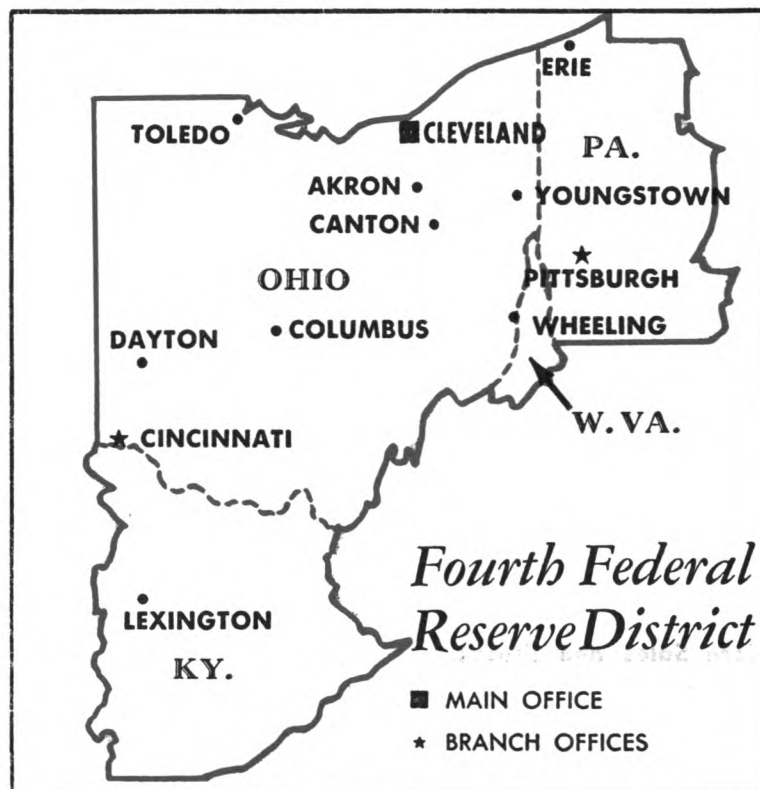 ERIE
TOLEDO
CLEVELAND
PA.
AKRON
YOUNGSTOWN
CANTON
OHIO
PITTSBURGH
DAYTON
COLUMBUS
WHEELING
W. VA.
CINCINNATI
Fourth Federal
Reserve District
LEXINGTON
KY.
MAIN OFFICE
BRANCH OFFICES